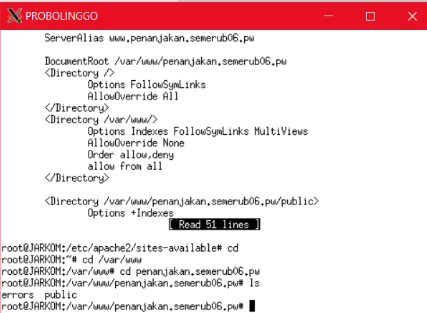 PROBOLINGGO
ServerAlias www.penanjakan.semerub06.pw
DocumentRoot /var/www/penanjakan.semerub06.pw
<Directory />
Options FollowSymLinks
AllowOverride All
</Directory>
<Directory /var/www/>
Options Indexes FollowSymLinks MultiViews
AllowOverride None
Order allow,deny
allow from all
</Directory>
<Directory /var/www/penanjakan.semerub06.pw/public>
Options +Indexes
[ Read 51 lines ]
root@JARKOM:/etc/apache2/sites-available# cd
root@JARKOM:~# cd /var/www
root@JARKOM:/var/www# cd penanjakan.semerub06.pw
root@JARKOM:/var/www/penanjakan.semerub06.pw# ls
errors  public
root@JARKOM:/var/www/penanjakan.semerub06.pw#